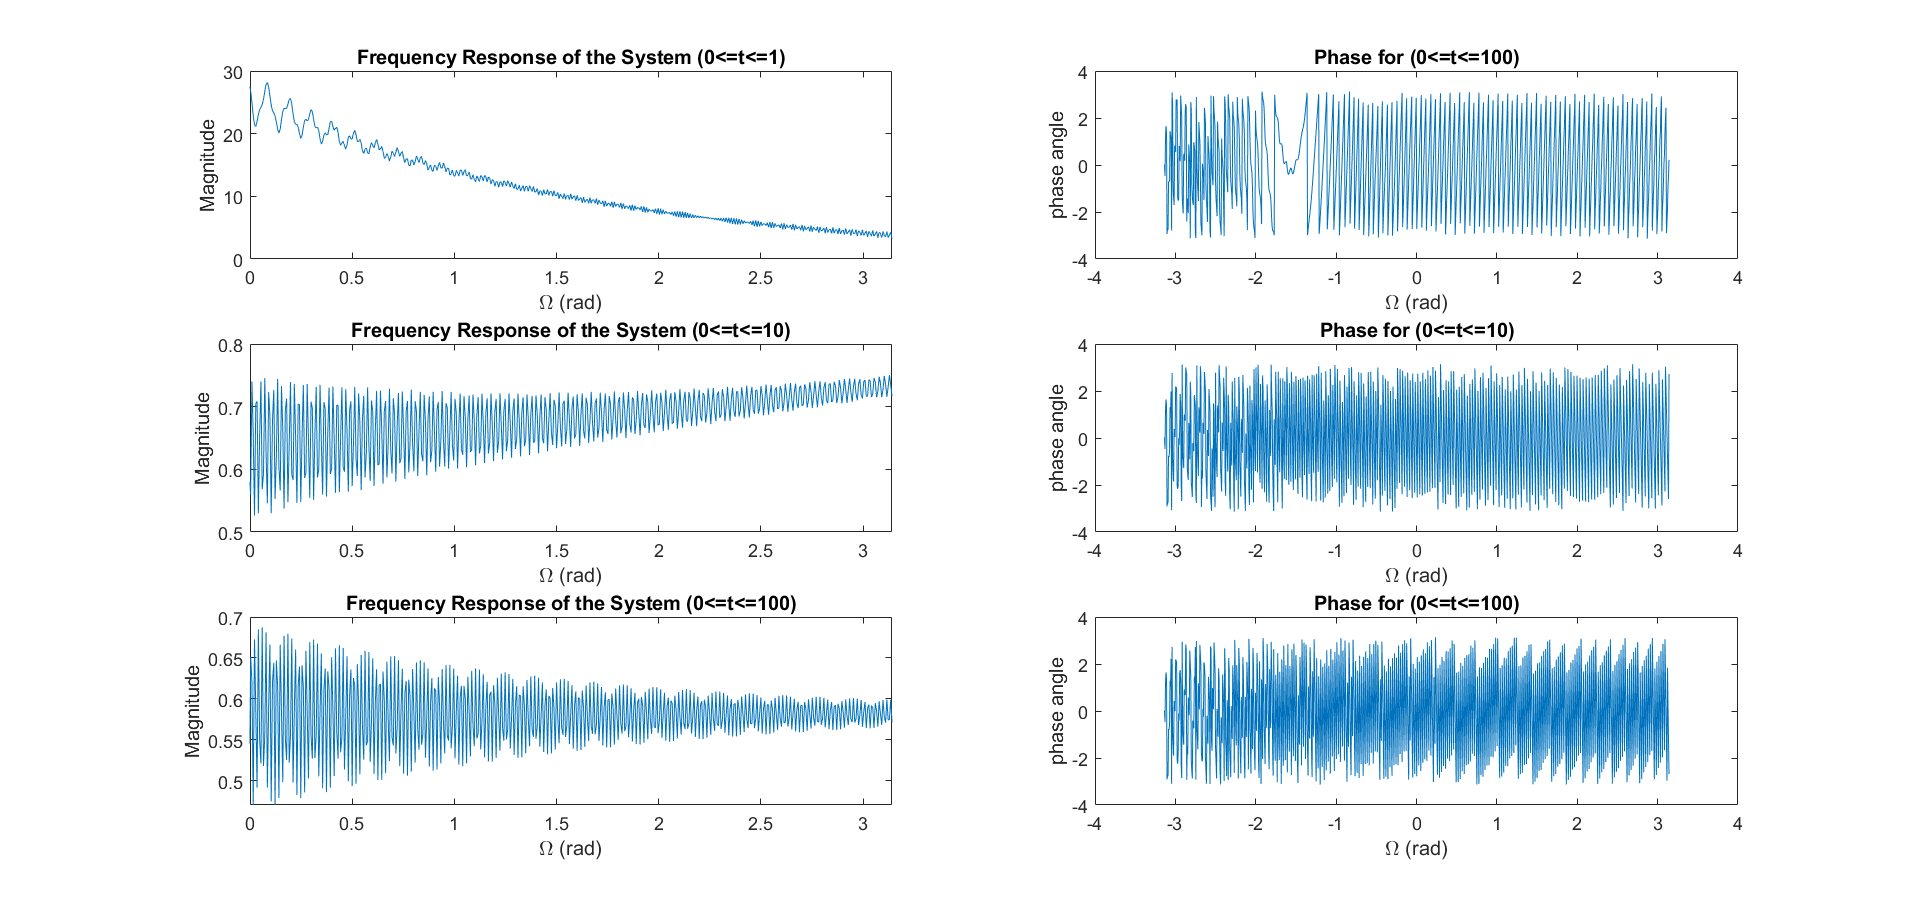 Frequency Response of the System (0<=t<=1)
30
20
10
0
Magnitude
0 0.5 1 1.5 2 2.5 3
Ω (rad)
Phase for (0<=t<=100)
4
2
0
-2
-4
phase angle
-4 -3 -2 -1 0 1 2 3 4
Ω (rad)
Frequency Response of the System (0<=t<=10)
0.8
0.7
0.6
0.5
Magnitude
0 0.5 1 1.5 2 2.5 3
Ω (rad)
Phase for (0<=t<=10)
4
2
0
-2
-4
phase angle
-4 -3 -2 -1 0 1 2 3 4
Ω (rad)
Frequency Response of the System (0<=t<=100)
0.7
0.65
0.6
0.55
0.5
Magnitude
0 0.5 1 1.5 2 2.5 3
Ω (rad)
Phase for (0<=t<=100)
4
2
0
-2
-4
phase angle
-4 -3 -2 -1 0 1 2 3 4
Ω (rad)